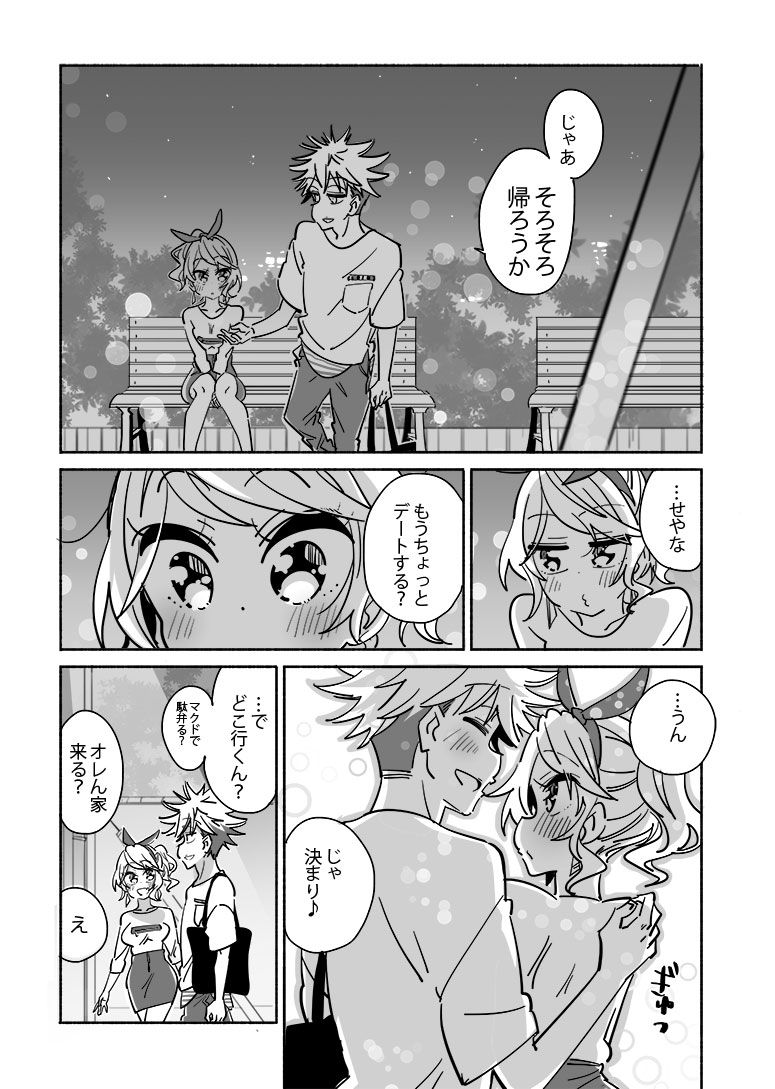 じゃあ
そろそろ
帰ろうか
…せやな
もうちょっと
デートする？
…うん
じゃ
決まり♪
ぎゅっ
…で
どこ行くん？
マクドで
駄弁る？
オレん家
来る？
え